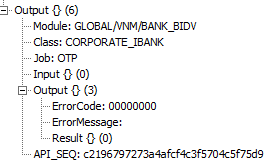 Output {} (6)
Module: GLOBAL/VNM/BANK_BIDV
Class: CORPORATE_IBANK
Job: OTP
Input {} (0)
Output {} (3)
ErrorCode: 00000000
ErrorMessage:
Result {} (0)
API_SEQ: c2196797273a4afcf4c3f5704c5f75d9